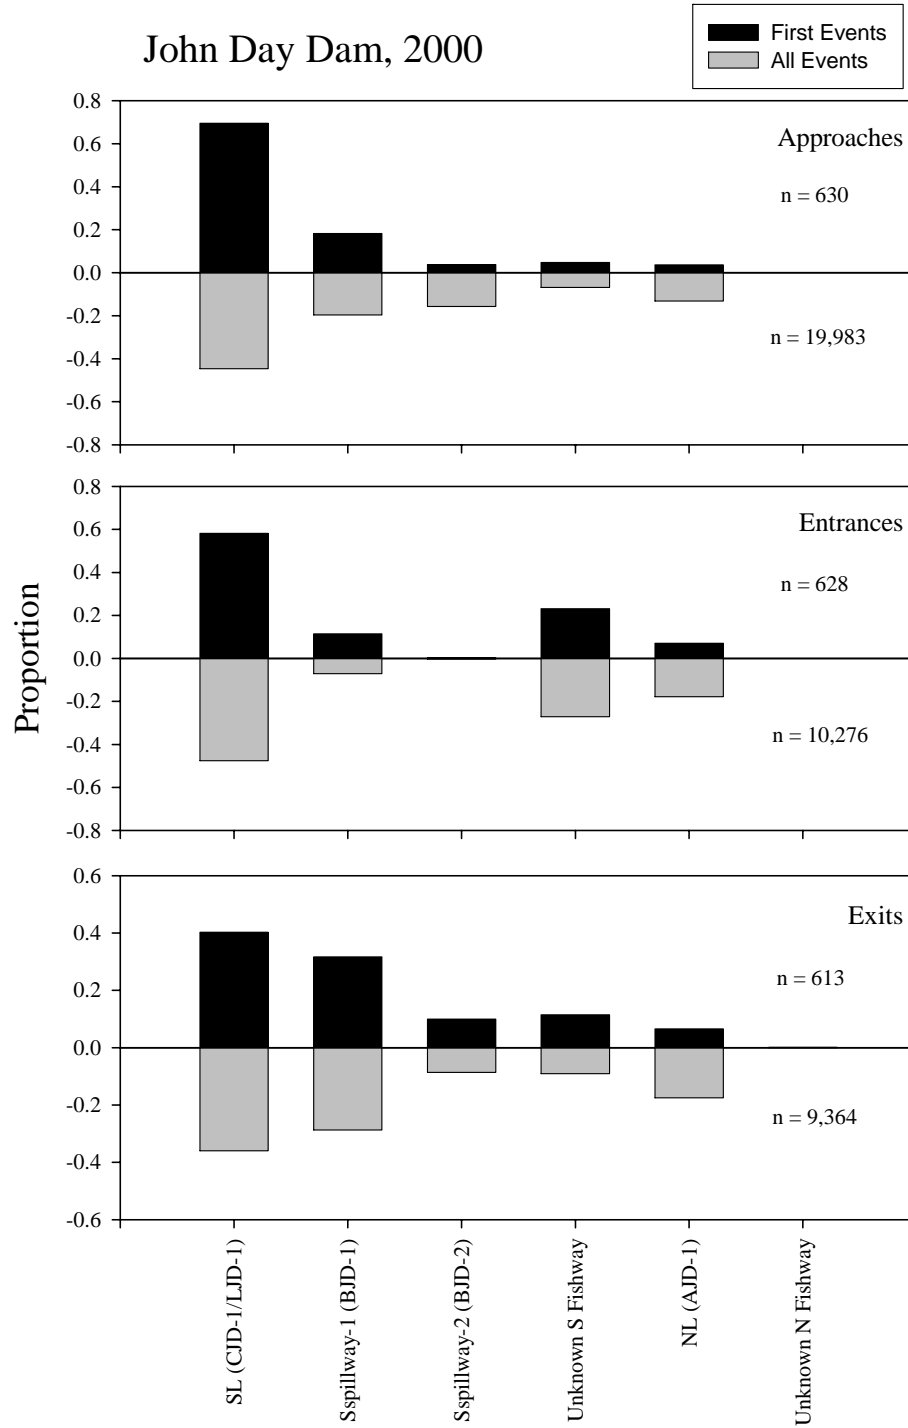 John Day Dam, 2000
First Events
All Events
Proportion
0.8
0.6
0.4
0.2
0.0
-0.2
-0.4
-0.6
-0.8
Approaches
n = 630
n = 19,983
0.8
0.6
0.4
0.2
0.0
-0.2
-0.4
-0.6
-0.8
Entrances
n = 628
n = 10,276
0.6
0.4
0.2
0.0
-0.2
-0.4
-0.6
Exits
n = 613
n = 9,364
SL (CJD-1/LJD-1)
Sspillway-1 (BJD-1)
Sspillway-2 (BJD-2)
Unknown S Fishway
NL (AJD-1)
Unknown N Fishway